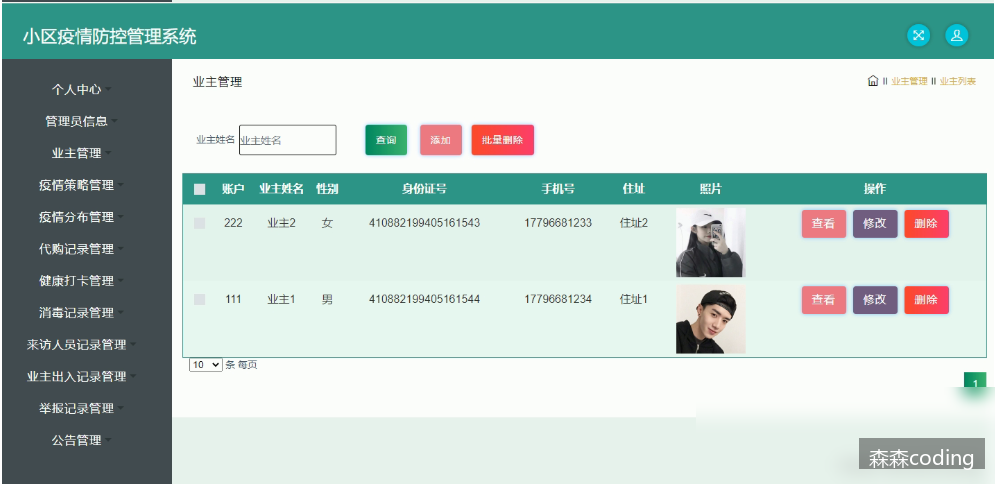 小区疫情防控管理系统
个人中心
管理员信息
业主管理
疫情策略管理
疫情分布管理
代购记录管理
健康打卡管理
消毒记录管理
来访人员记录管理
业主出入记录管理
举报记录管理
公告管理
业主管理
业主管理 业主列表
业主姓名 业主姓名 查询 添加 批量删除
账户 业主姓名 性别 身份证号 手机号 住址 照片 操作
222 业主2 女 410882199405161543 17796681233 住址2 查看 修改 删除
111 业主1 男 410882199405161544 17796681234 住址1 查看 修改 删除
10 条 每页
1
森森coding